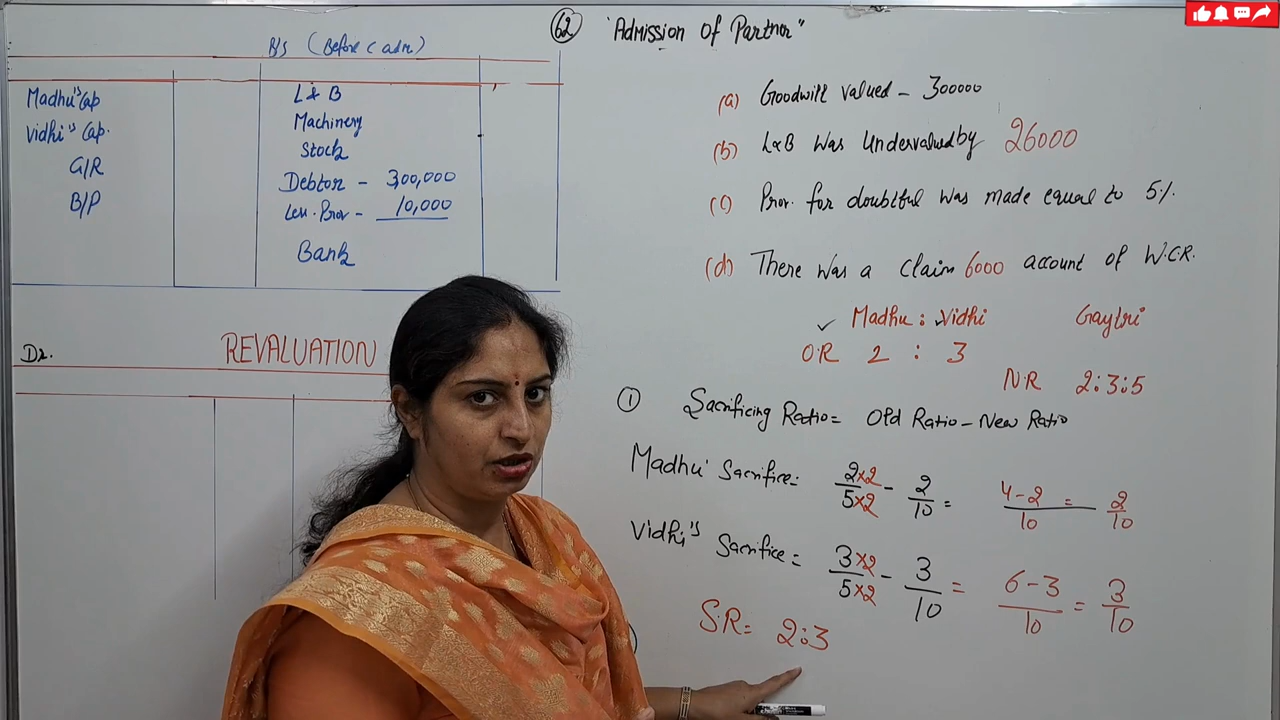 B/S (Before adm)
Madhu's Cap
Vidhi's Cap.
G/R
B/P
L & B
Machinery
Stock
Debtor - 3,00,000
Less. Prov - 10,000
Bank
Dr.
REVALUATION
62 "Admission Of Partner"
(a) Goodwill Valued - 300000
(b) L&B Was Undervalued by 26000
(c) Prov. for doubtful was made equal to 5%.
(d) There Was a Claim 6000 account of W.C.R.
Madhu : Vidhi Gaytri
O.R 2 : 3
N.R 2:3:5
① Sacrificing Ratio = Old Ratio - New Ratio
Madhu' Sacrifice = 2×2/5×2 - 2/10 = 4-2/10 = 2/10
Vidhi's Sacrifice = 3×2/5×2 - 3/10 = 6-3/10 = 3/10
S.R = 2:3